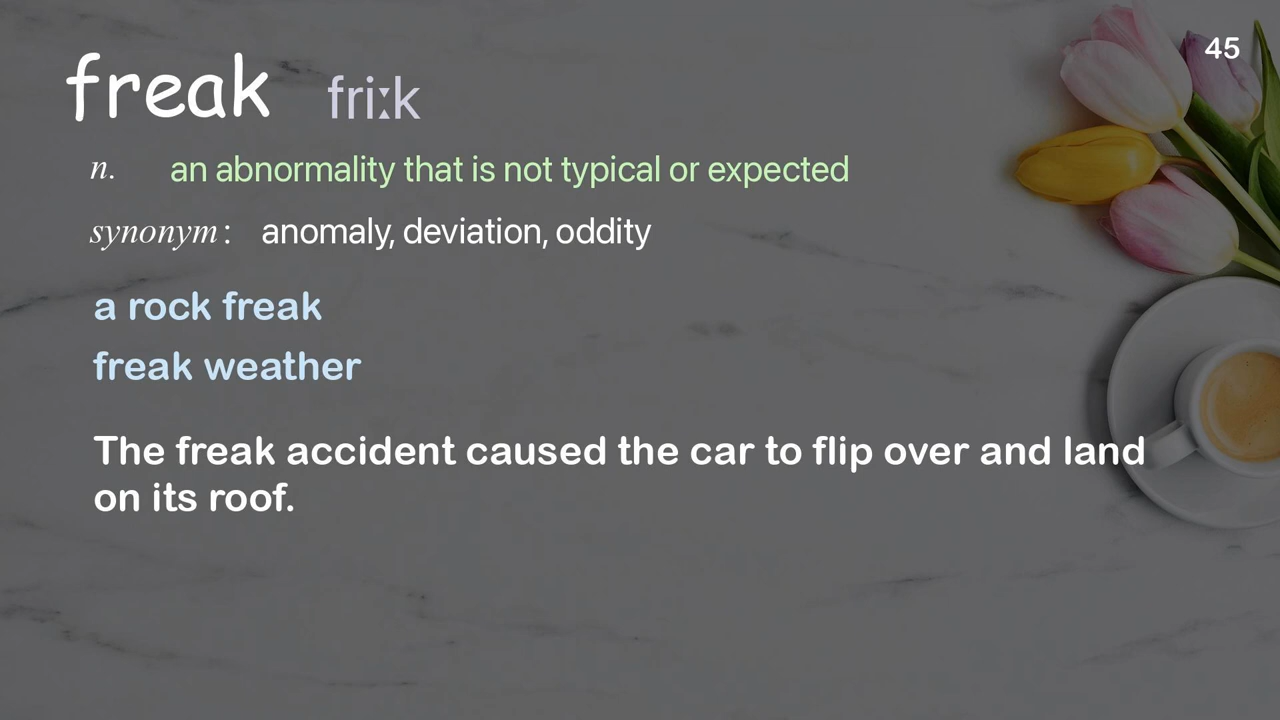 45
freak friːk
n. an abnormality that is not typical or expected
synonym: anomaly, deviation, oddity
a rock freak
freak weather
The freak accident caused the car to flip over and land
on its roof.